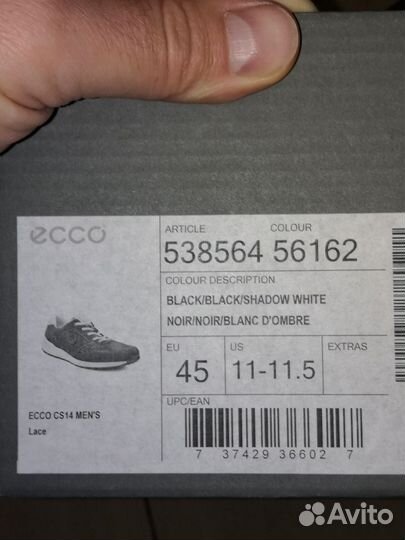 ecco
ARTICLE COLOUR
538564 56162
COLOUR DESCRIPTION
BLACK/BLACK/SHADOW WHITE
NOIR/NOIR/BLANC D'OMBRE
EU US EXTRAS
45 11-11.5
ECCO CS14 MEN'S
Lace
UPC/EAN
7 37429 36602 7
Avito